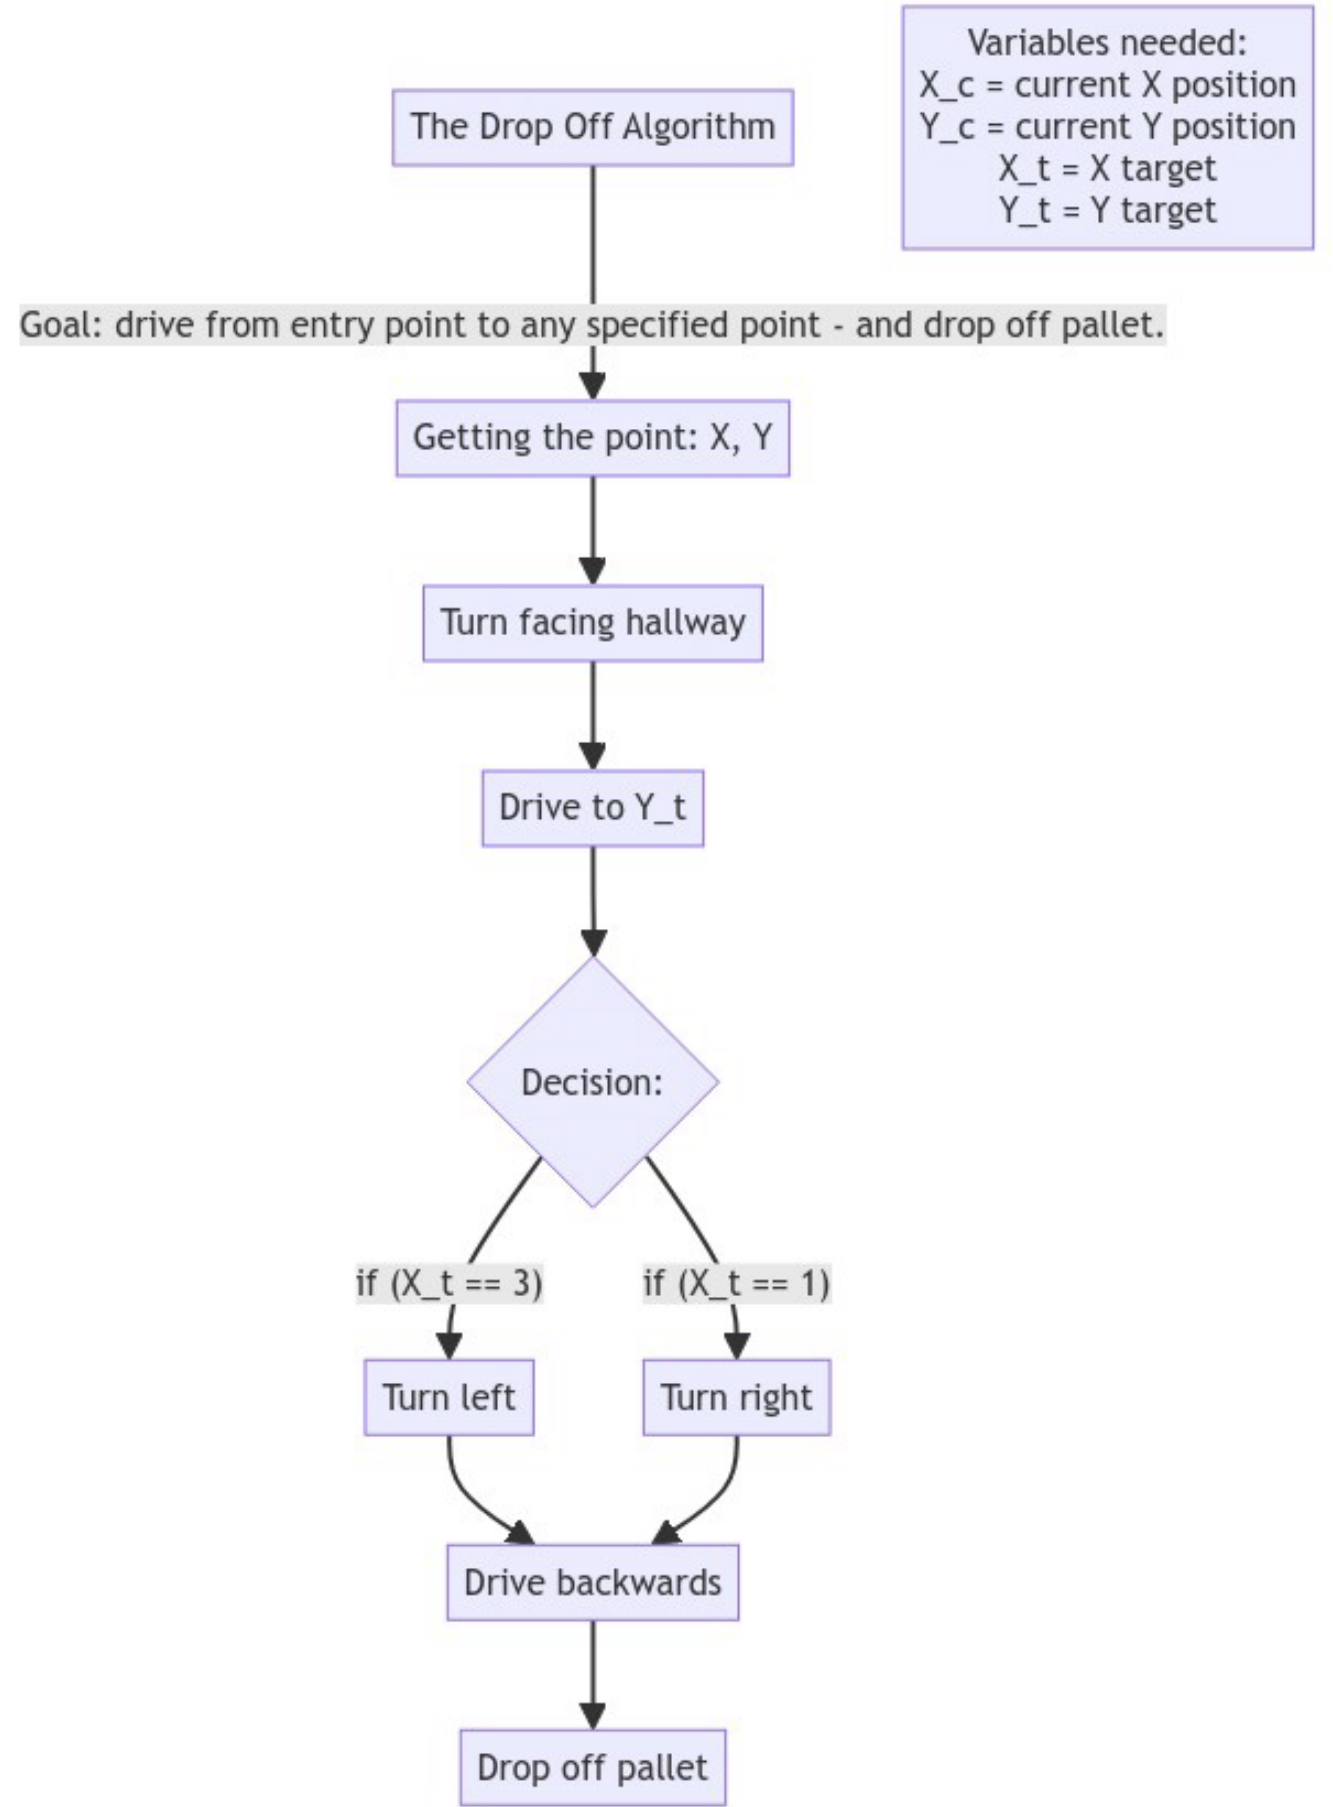 Variables needed:
X_c = current X position
Y_c = current Y position
X_t = X target
Y_t = Y target
The Drop Off Algorithm
Goal: drive from entry point to any specified point - and drop off pallet.
Getting the point: X, Y
Turn facing hallway
Drive to Y_t
Decision:
if (X_t == 3)
if (X_t == 1)
Turn left
Turn right
Drive backwards
Drop off pallet